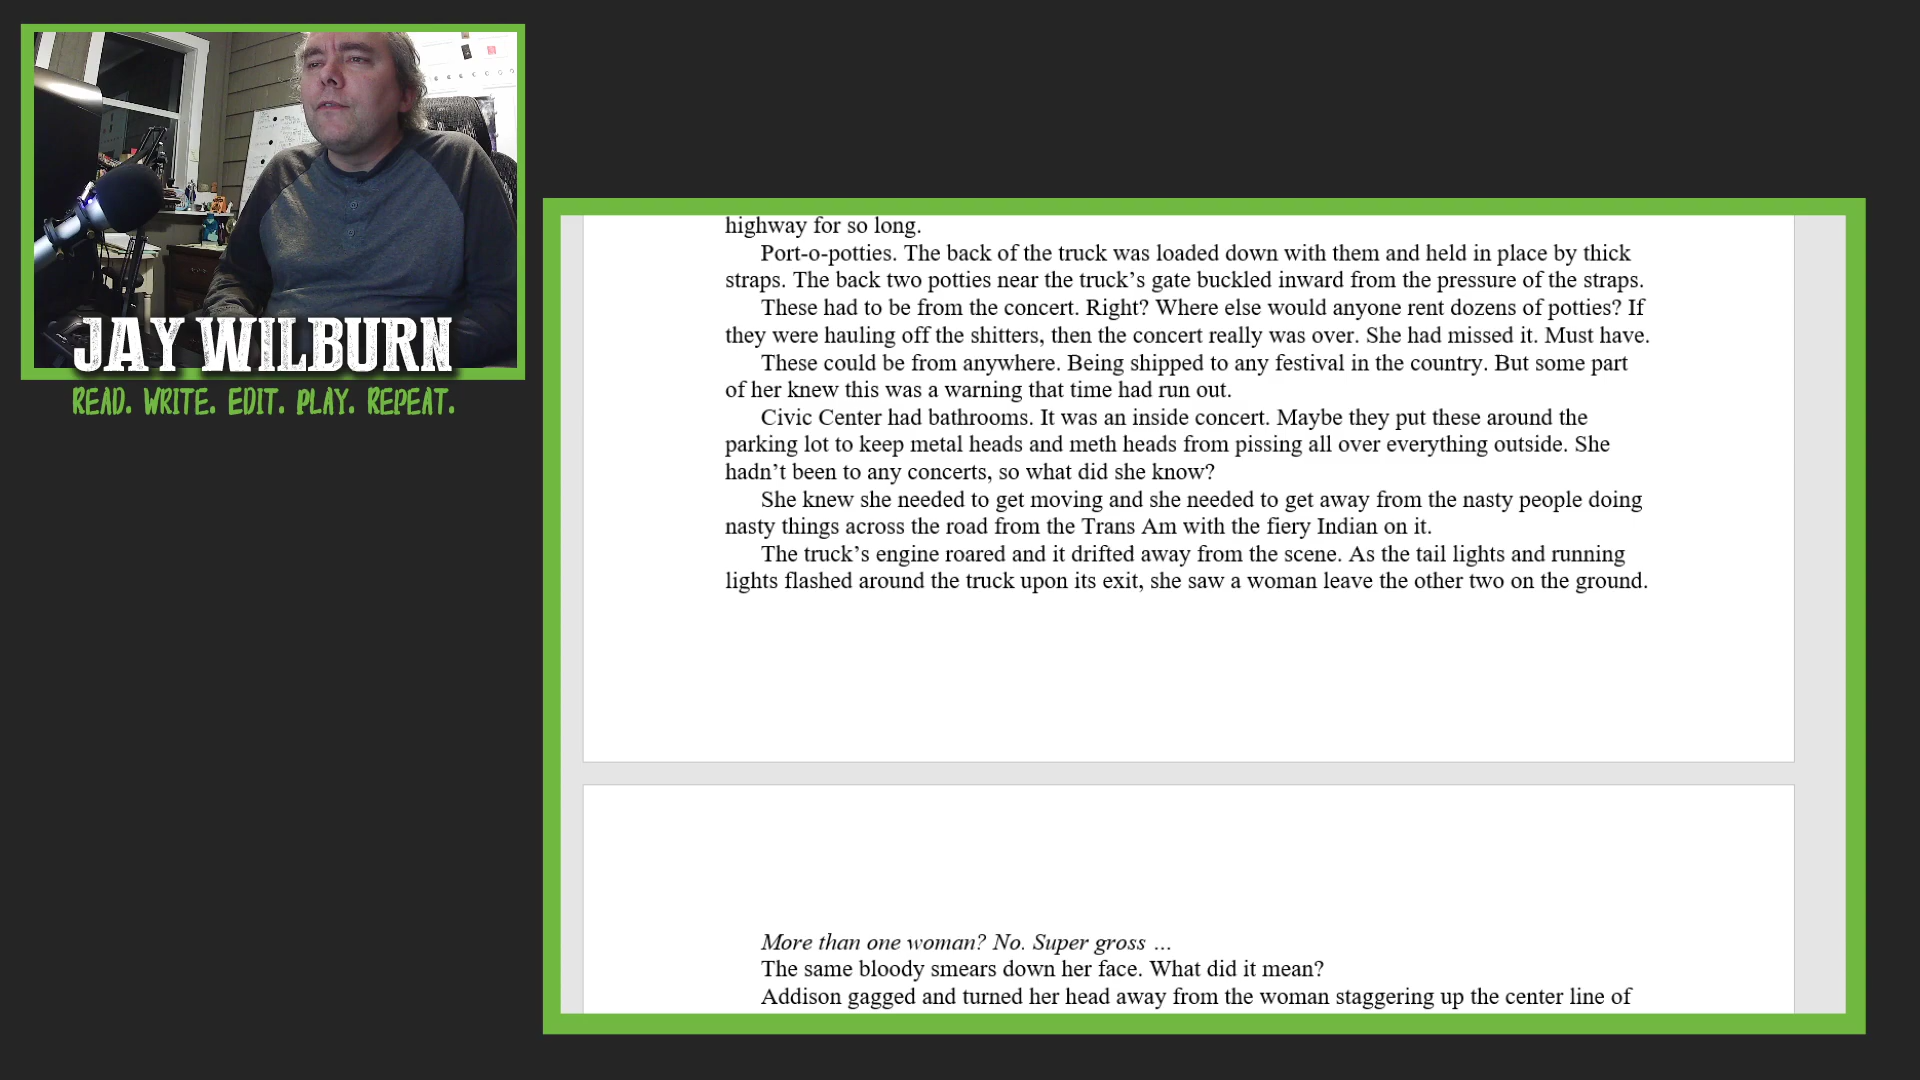 JAY WILBURN
READ. WRITE. EDIT. PLAY. REPEAT.
highway for so long.
Port-o-potties. The back of the truck was loaded down with them and held in place by thick
straps. The back two potties near the truck’s gate buckled inward from the pressure of the straps.
These had to be from the concert. Right? Where else would anyone rent dozens of potties? If
they were hauling off the shitters, then the concert really was over. She had missed it. Must have.
These could be from anywhere. Being shipped to any festival in the country. But some part
of her knew this was a warning that time had run out.
Civic Center had bathrooms. It was an inside concert. Maybe they put these around the
parking lot to keep metal heads and meth heads from pissing all over everything outside. She
hadn’t been to any concerts, so what did she know?
She knew she needed to get moving and she needed to get away from the nasty people doing
nasty things across the road from the Trans Am with the fiery Indian on it.
The truck’s engine roared and it drifted away from the scene. As the tail lights and running
lights flashed around the truck upon its exit, she saw a woman leave the other two on the ground.
More than one woman? No. Super gross …
The same bloody smears down her face. What did it mean?
Addison gagged and turned her head away from the woman staggering up the center line of